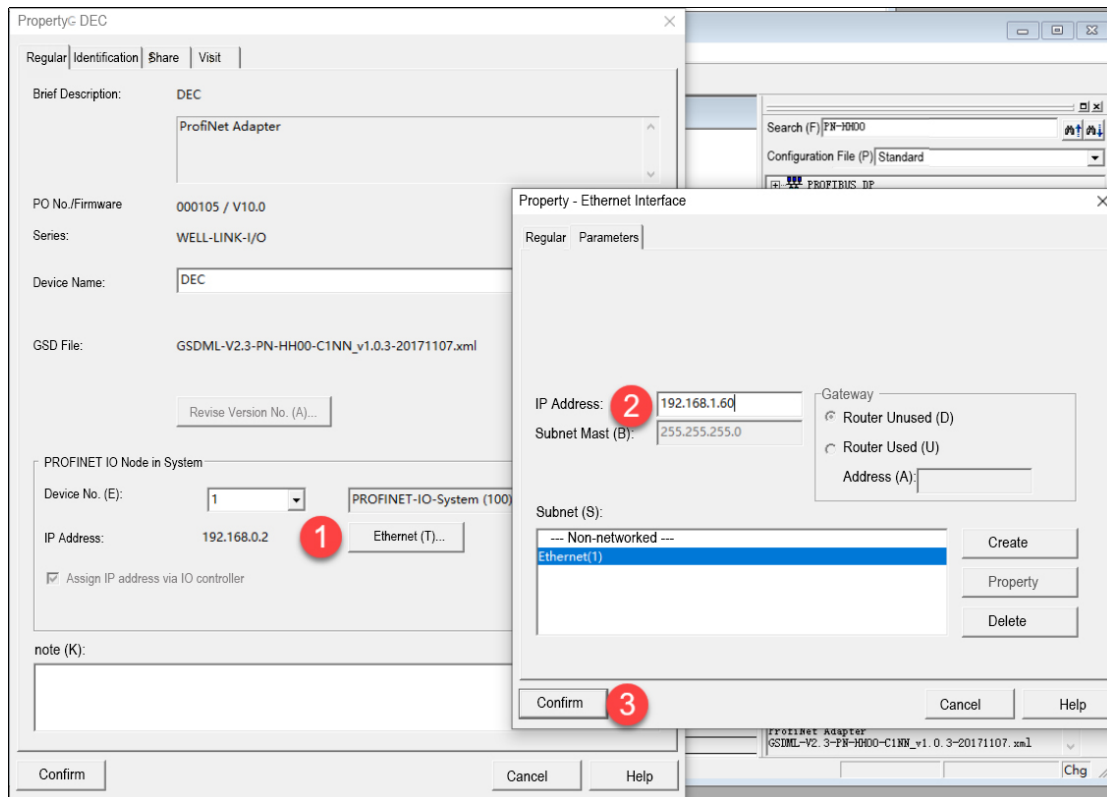 Property- DEC
Regular Identification Share Visit
Brief Description: DEC
ProfiNet Adapter
PO No./Firmware 000105 / V10.0
Series: WELL-LINK-I/O
Device Name: DEC
GSD File: GSDML-V2.3-PN-HH00-C1NN_v1.0.3-20171107.xml
Revise Version No. (A)...
PROFINET IO Node in System
Device No. (E): 1 PROFINET-IO-System (100)
IP Address: 192.168.0.2 1 Ethernet (T)...
Assign IP address via IO controller
note (K):
Confirm Cancel Help
Search (F) PN-HH00
Configuration File (P) Standard
PROFIBUS DP
Property - Ethernet Interface
Regular Parameters
IP Address: 2 192.168.1.60
Subnet Mast (B): 255.255.255.0
Gateway
Router Unused (D)
Router Used (U)
Address (A):
Subnet (S):
--- Non-networked ---
Ethernet(1)
Create
Property
Delete
Confirm 3 Cancel Help
ProfiNet Adapter
GSDML-V2.3-PN-HH00-C1NN_v1.0.3-20171107.xml
Chg